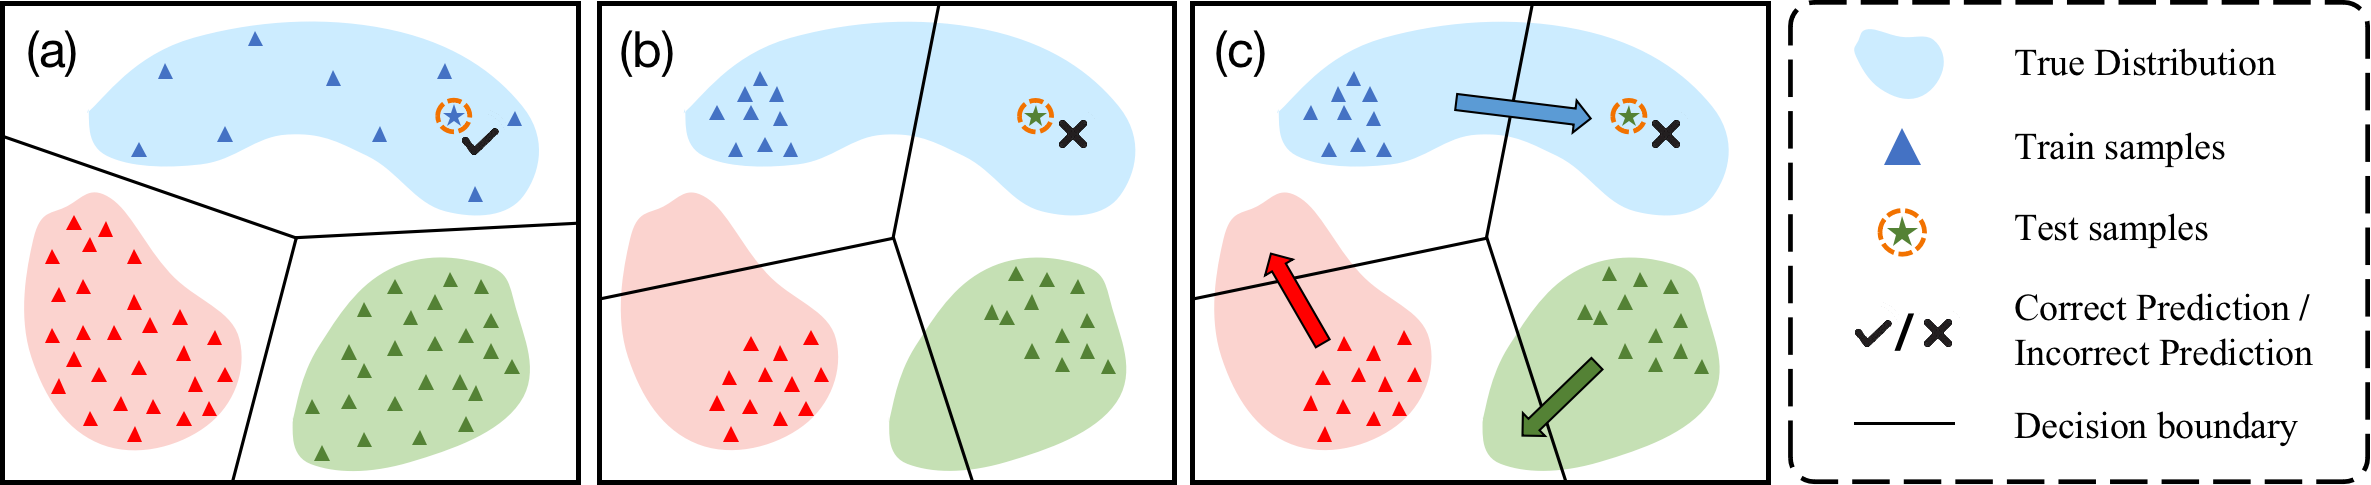 (a)
(b)
(c)
True Distribution
Train samples
Test samples
/
Correct Prediction /
Incorrect Prediction
Decision boundary